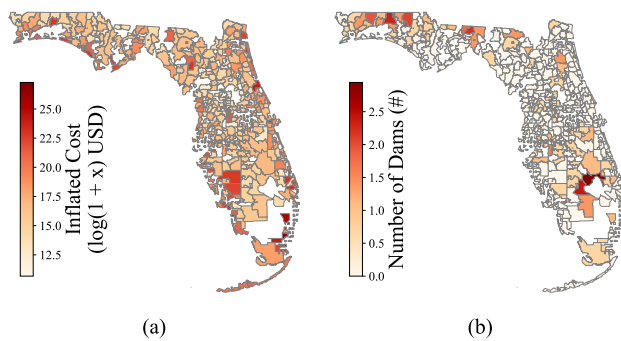 25.0
22.5
20.0
17.5
15.0
12.5
Inflated Cost
(log(1 + x) USD)
(a)
2.5
2.0
1.5
1.0
0.5
0.0
Number of Dams (#)
(b)